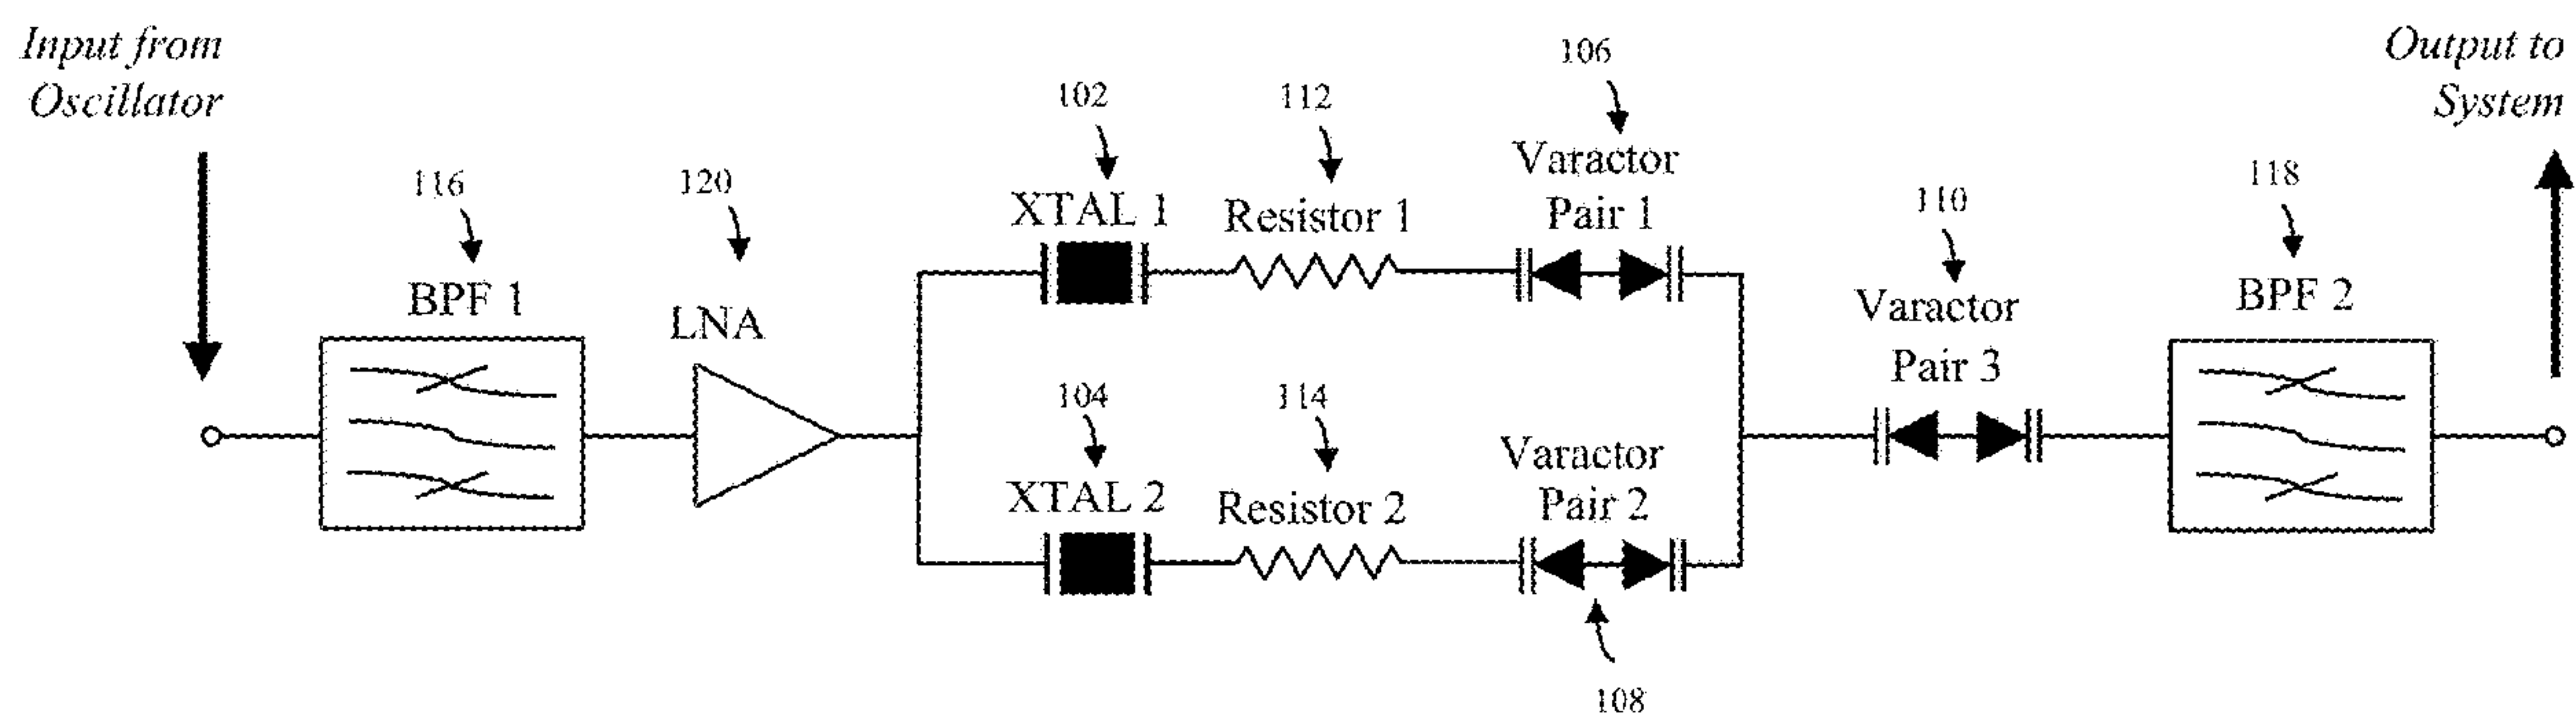 Input from
Oscillator
116
BPF 1
120
LNA
102
XTAL 1
112
Resistor 1
106
Varactor
Pair 1
104
XTAL 2
114
Resistor 2
Varactor
Pair 2
108
110
Varactor
Pair 3
118
BPF 2
Output to
System